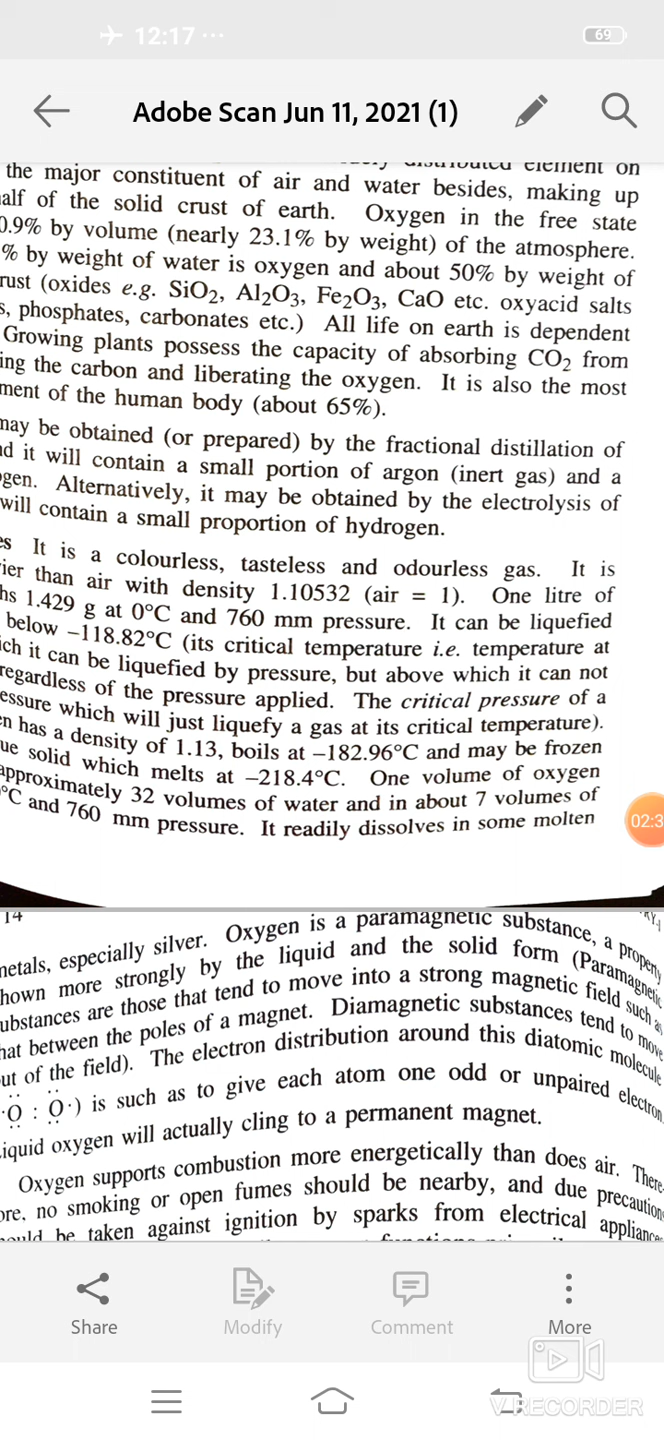 12:17 ...
69
Adobe Scan Jun 11, 2021 (1)
distributed element on
the major constituent of air and water besides, making up
alf of the solid crust of earth. Oxygen in the free state
0.9% by volume (nearly 23.1% by weight) of the atmosphere.
% by weight of water is oxygen and about 50% by weight of
rust (oxides e.g. SiO2, Al2O3, Fe2O3, CaO etc. oxyacid salts
s, phosphates, carbonates etc.) All life on earth is dependent
Growing plants possess the capacity of absorbing CO2 from
ing the carbon and liberating the oxygen. It is also the most
ment of the human body (about 65%).
may be obtained (or prepared) by the fractional distillation of
nd it will contain a small portion of argon (inert gas) and a
ogen. Alternatively, it may be obtained by the electrolysis of
will contain a small proportion of hydrogen.
es It is a colourless, tasteless and odourless gas. It is
ier than air with density 1.10532 (air = 1). One litre of
hs 1.429 g at 0°C and 760 mm pressure. It can be liquefied
below –118.82°C (its critical temperature i.e. temperature at
ich it can be liquefied by pressure, but above which it can not
regardless of the pressure applied. The critical pressure of a
essure which will just liquefy a gas at its critical temperature).
en has a density of 1.13, boils at –182.96°C and may be frozen
ue solid which melts at –218.4°C. One volume of oxygen
approximately 32 volumes of water and in about 7 volumes of
°C and 760 mm pressure. It readily dissolves in some molten
02:3
14
RY-I
metals, especially silver. Oxygen is a paramagnetic substance, a property
hown more strongly by the liquid and the solid form (Paramagnetic
ubstances are those that tend to move into a strong magnetic field such as
hat between the poles of a magnet. Diamagnetic substances tend to move
out of the field). The electron distribution around this diatomic molecule
·Ö : Ö·) is such as to give each atom one odd or unpaired electron.
iquid oxygen will actually cling to a permanent magnet.
Oxygen supports combustion more energetically than does air. There-
ore, no smoking or open fumes should be nearby, and due precaution
ould be taken against ignition by sparks from electrical appliance
Share
Modify
Comment
More
V RECORDER